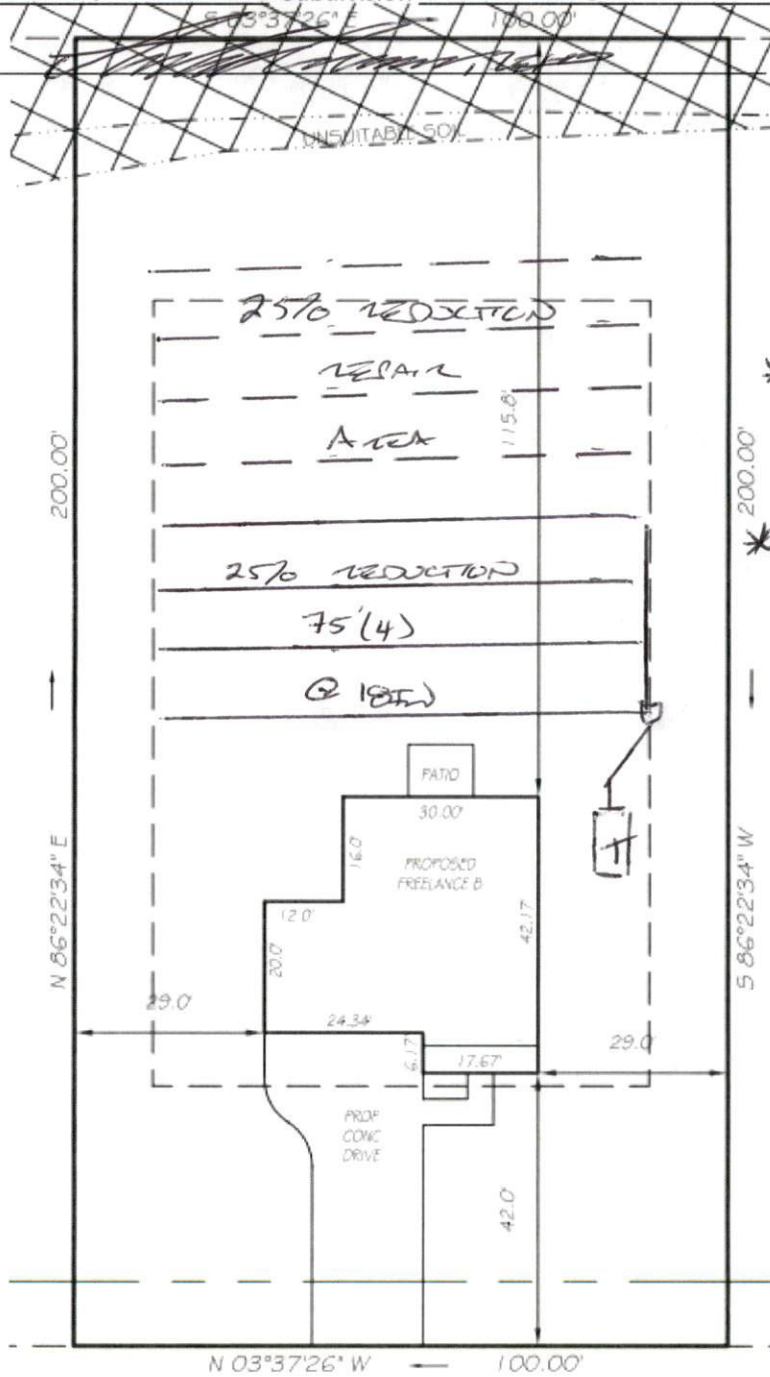 Subdivision
S 03°37'26" E 100.00'
UNSUITABLE SOIL
25% REDUCTION
REPAIR
AREA
115.8'
200.00'
200.00'
*
*
25% REDUCTION
75'(4)
@ 18IN
PATIO
30.00'
16.0'
PROPOSED
FREELANCE B
T
12.0'
42.17'
20.0'
N 86°22'34" E
S 86°22'34" W
29.0'
24.34'
6.17'
17.67'
29.0'
PROP
CONC
DRIVE
42.0'
N 03°37'26" W 100.00'